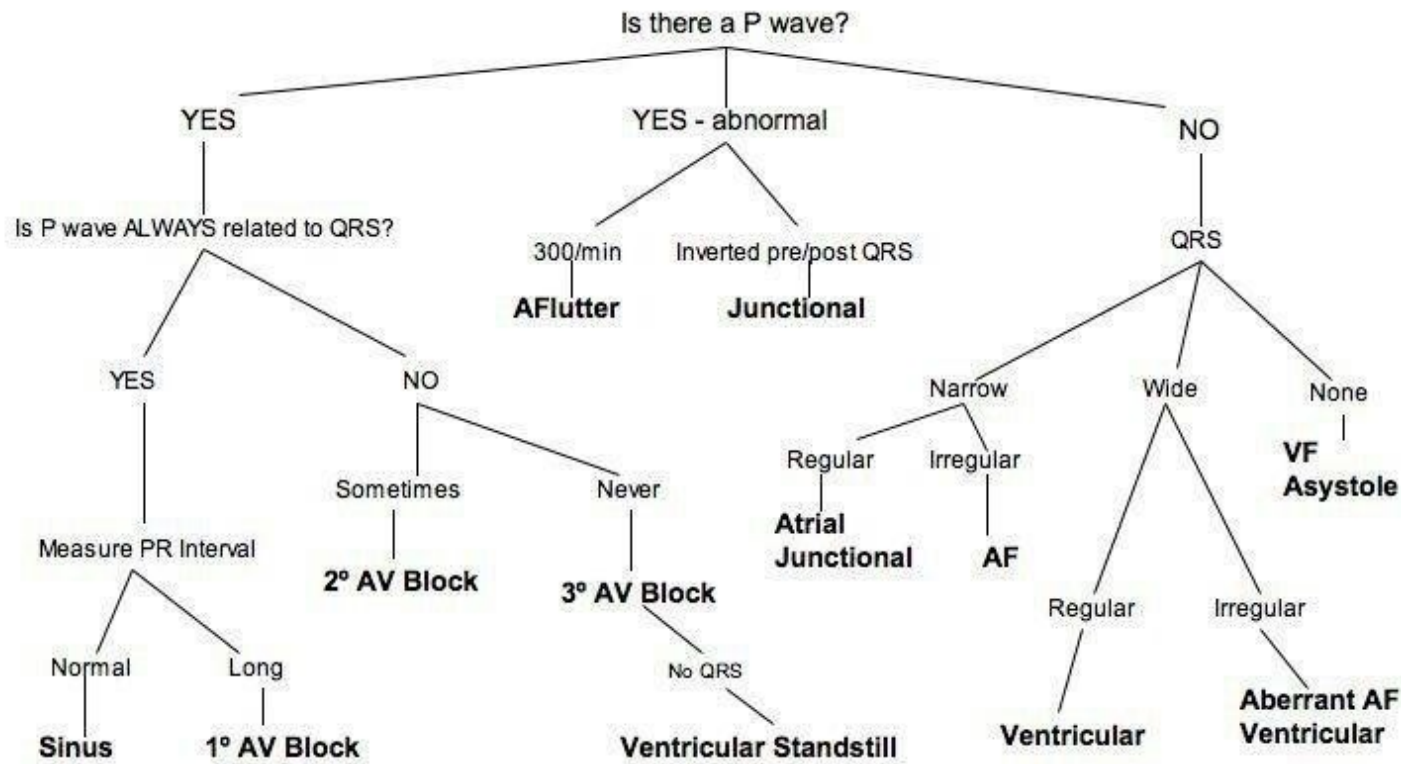 Is there a P wave?
YES
YES - abnormal
NO
Is P wave ALWAYS related to QRS?
300/min
Inverted pre/post QRS
QRS
AFlutter
Junctional
YES
NO
Narrow
Wide
None
Regular
Irregular
VF
Asystole
Sometimes
Never
Atrial
Junctional
AF
Measure PR Interval
2º AV Block
3º AV Block
Regular
Irregular
Normal
Long
No QRS
Sinus
1º AV Block
Ventricular Standstill
Ventricular
Aberrant AF
Ventricular